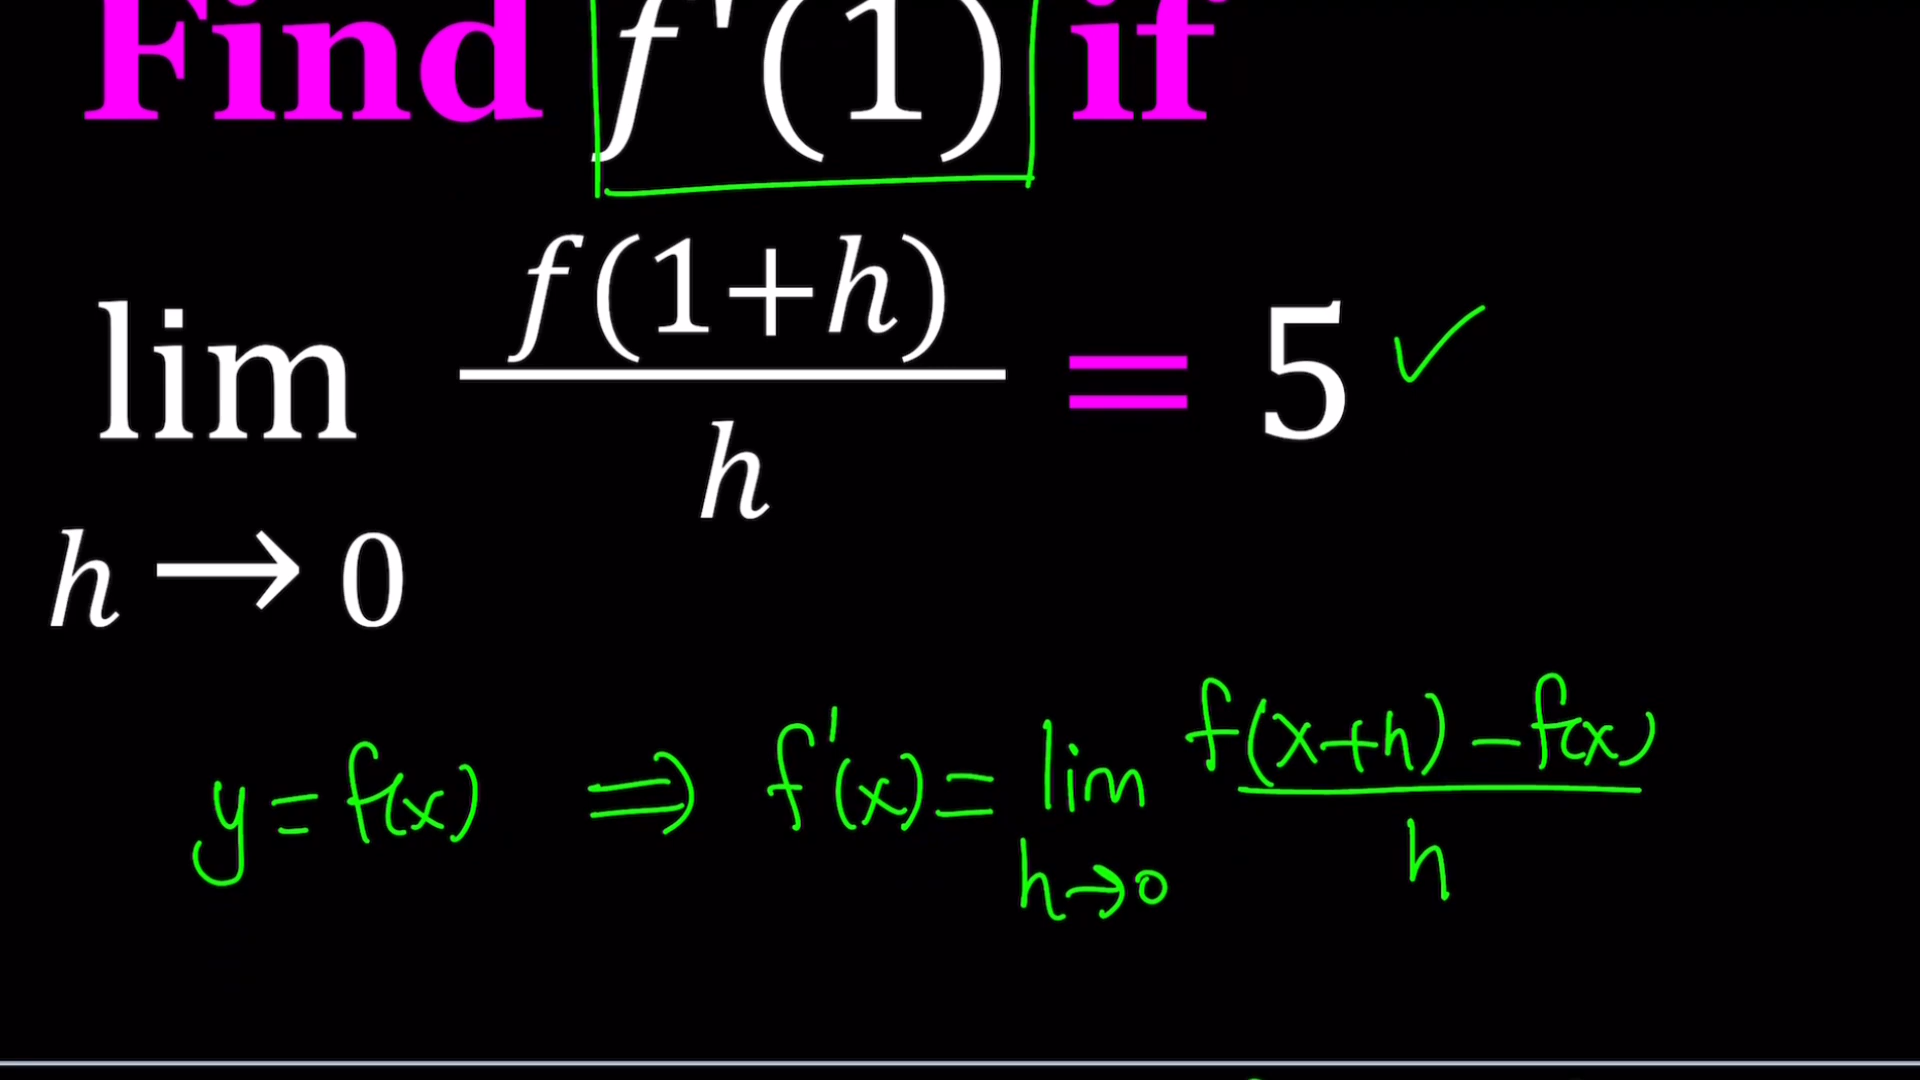 Find f'(1) if
f(1+h)
lim = 5 ✓
h
h → 0
y = f(x) ⇒ f'(x) = lim f(x+h) - f(x)
h→0 h